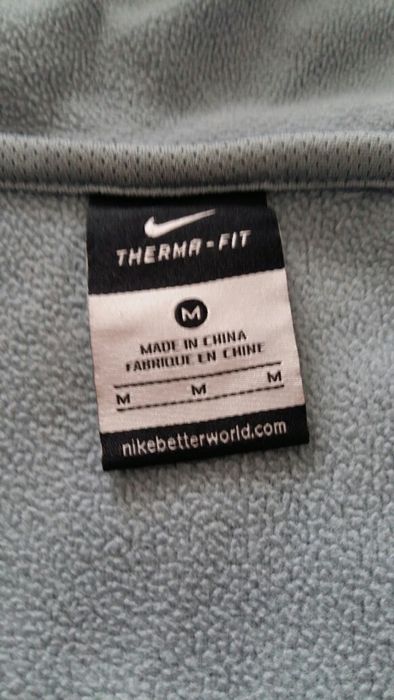 THERMA-FIT
M
MADE IN CHINA
FABRIQUE EN CHINE
M M M
nikebetterworld.com